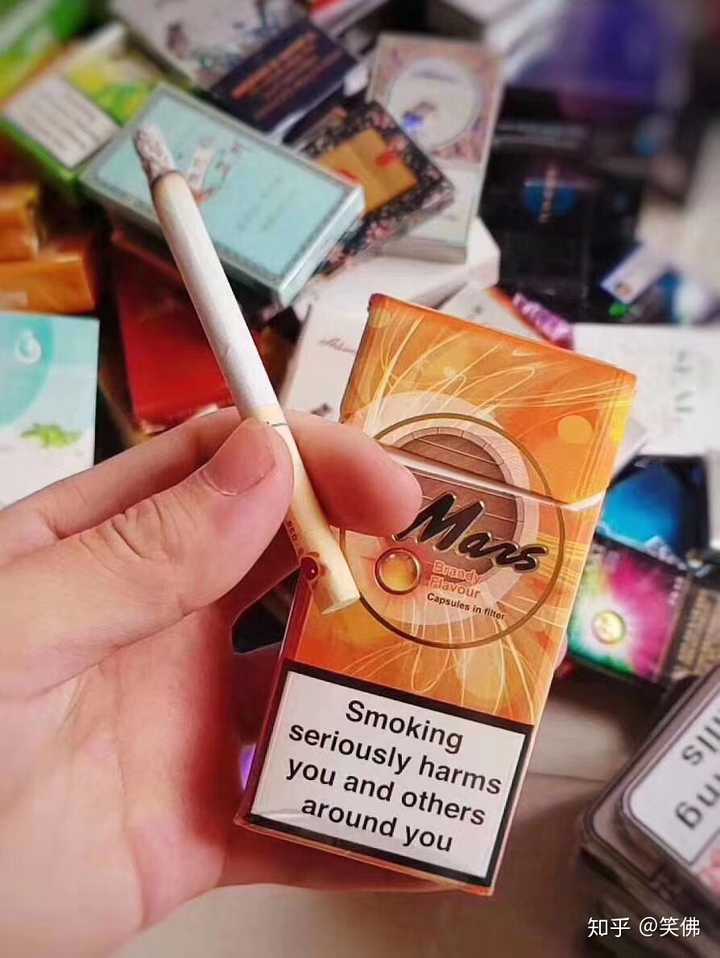 Mars
Brandy
Flavour
Capsules in filter
Smoking
seriously harms
you and others
around you
知乎 @笑佛